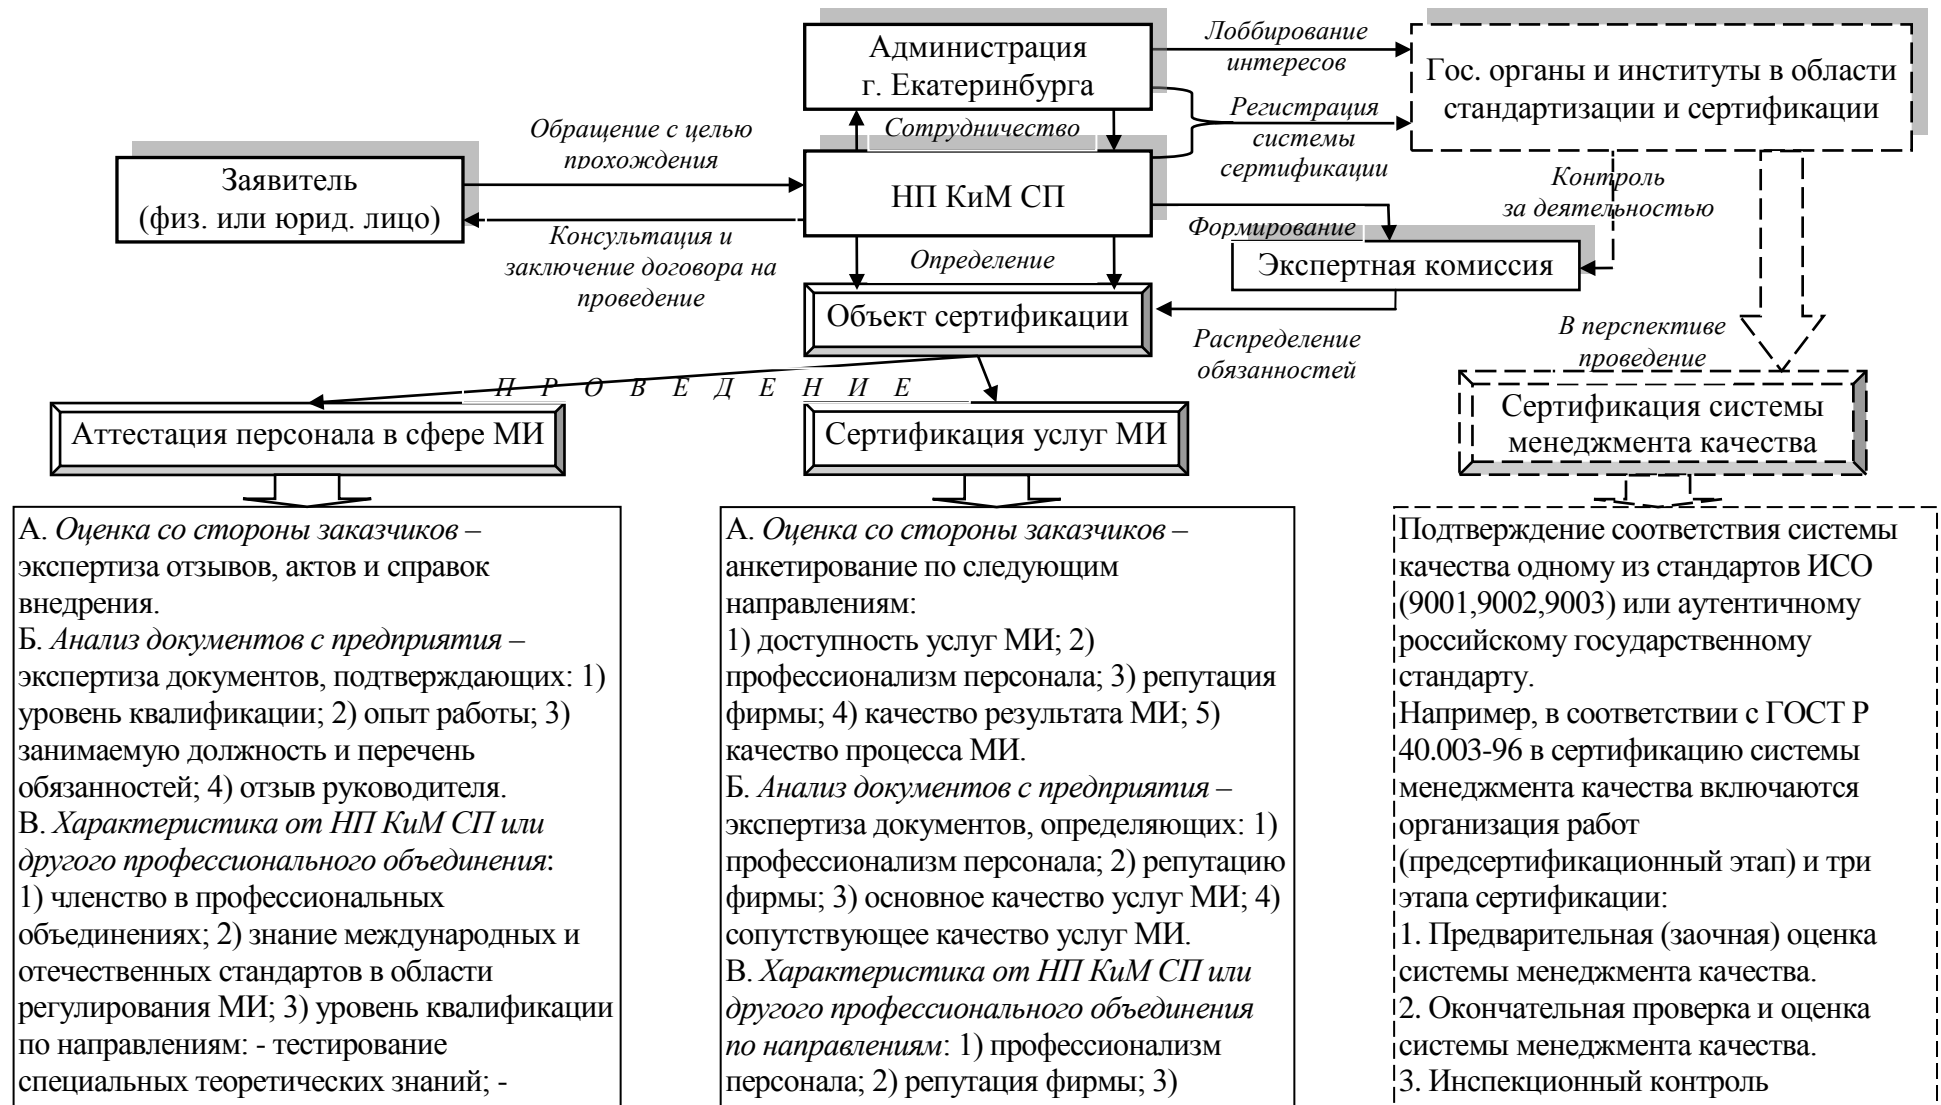 Администрация
г. Екатеринбурга
Лоббирование
интересов
Гос. органы и институты в области
стандартизации и сертификации
Обращение с целью
прохождения
Сотрудничество
Регистрация
системы
сертификации
Заявитель
(физ. или юрид. лицо)
НП КиМ СП
Контроль
за деятельностью
Консультация и
заключение договора на
проведение
Определение
Формирование
Экспертная комиссия
Объект сертификации
Распределение
обязанностей
В перспективе
проведение
П Р О В Е Д Е Н И Е
Аттестация персонала в сфере МИ
Сертификация услуг МИ
Сертификация системы
менеджмента качества
А. Оценка со стороны заказчиков –
экспертиза отзывов, актов и справок
внедрения.
Б. Анализ документов с предприятия –
экспертиза документов, подтверждающих: 1)
уровень квалификации; 2) опыт работы; 3)
занимаемую должность и перечень
обязанностей; 4) отзыв руководителя.
В. Характеристика от НП КиМ СП или
другого профессионального объединения:
1) членство в профессиональных
объединениях; 2) знание международных и
отечественных стандартов в области
регулирования МИ; 3) уровень квалификации
по направлениям: - тестирование
специальных теоретических знаний; -
А. Оценка со стороны заказчиков –
анкетирование по следующим
направлениям:
1) доступность услуг МИ; 2)
профессионализм персонала; 3) репутация
фирмы; 4) качество результата МИ; 5)
качество процесса МИ.
Б. Анализ документов с предприятия –
экспертиза документов, определяющих: 1)
профессионализм персонала; 2) репутацию
фирмы; 3) основное качество услуг МИ; 4)
сопутствующее качество услуг МИ.
В. Характеристика от НП КиМ СП или
другого профессионального объединения
по направлениям: 1) профессионализм
персонала; 2) репутация фирмы; 3)
Подтверждение соответствия системы
качества одному из стандартов ИСО
(9001,9002,9003) или аутентичному
российскому государственному
стандарту.
Например, в соответствии с ГОСТ Р
40.003-96 в сертификацию системы
менеджмента качества включаются
организация работ
(предсертификационный этап) и три
этапа сертификации:
1. Предварительная (заочная) оценка
системы менеджмента качества.
2. Окончательная проверка и оценка
системы менеджмента качества.
3. Инспекционный контроль